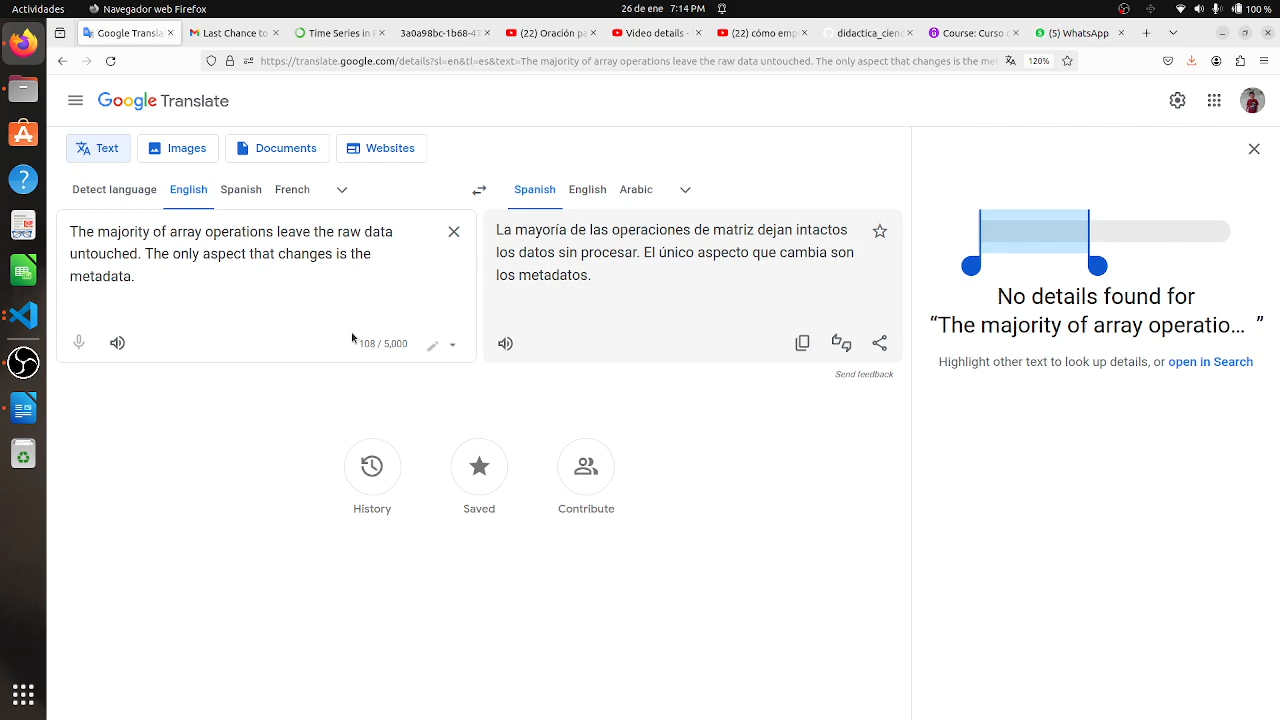 Actividades
Navegador web Firefox
26 de ene 7:14 PM
100 %
Google Transla
Last Chance to
Time Series in
3a0a98bc-1b68-47
(22) Oración pa
Video details -
(22) cómo emp
didactica_cienc
Course: Curso
(5) WhatsApp
https://translate.google.com/details?sl=en&tl=es&text=The majority of array operations leave the raw data untouched. The only aspect that changes is the
120%
Google Translate
Text
Images
Documents
Websites
Detect language
English
Spanish
French
Spanish
English
Arabic
The majority of array operations leave the raw data
untouched. The only aspect that changes is the
metadata.
108 / 5,000
La mayoría de las operaciones de matriz dejan intactos
los datos sin procesar. El único aspecto que cambia son
los metadatos.
Send feedback
History
Saved
Contribute
No details found for
“The majority of array operatio… ”
Highlight other text to look up details, or open in Search